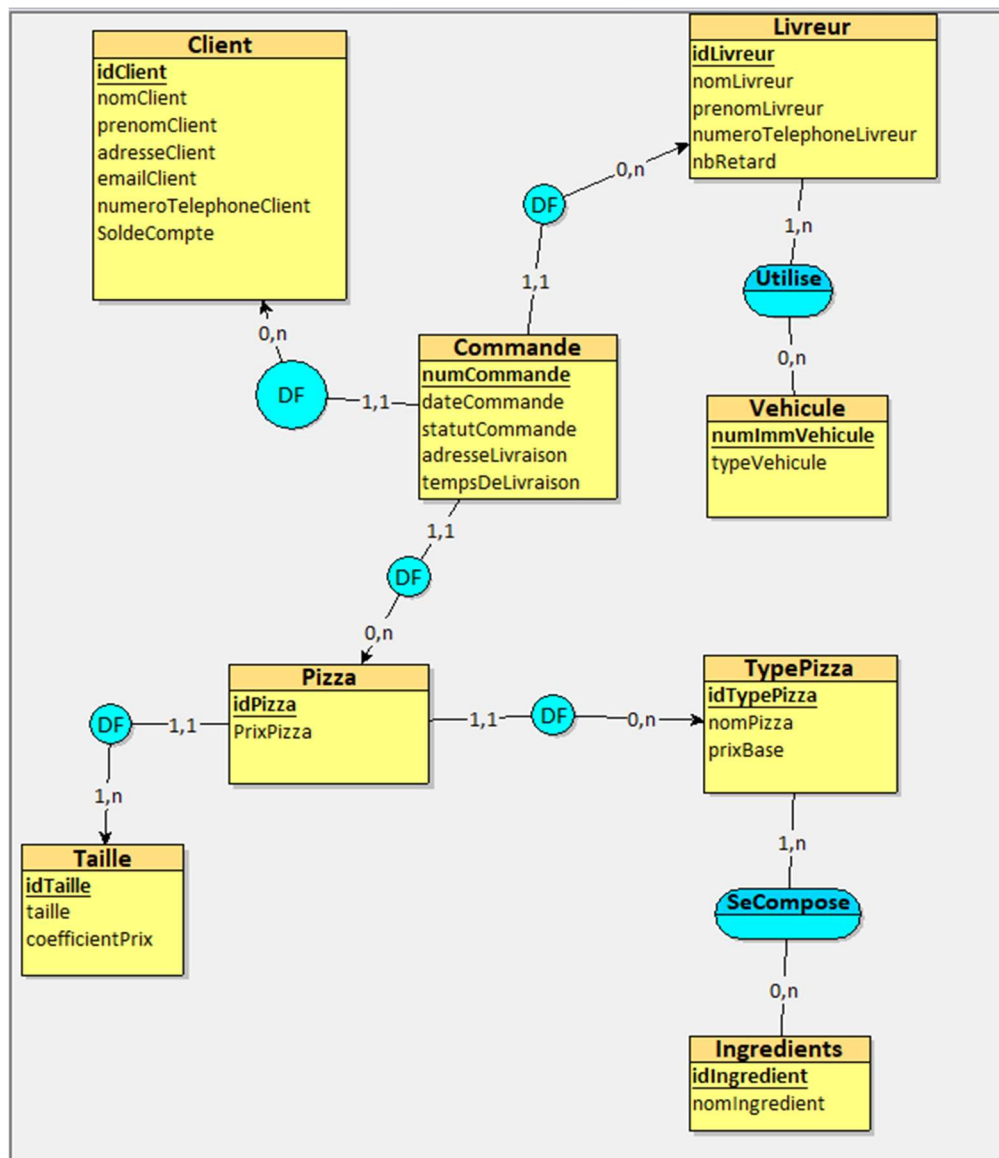 Client
idClient
nomClient
prenomClient
adresseClient
emailClient
numeroTelephoneClient
SoldeCompte
Livreur
idLivreur
nomLivreur
prenomLivreur
numeroTelephoneLivreur
nbRetard
0,n
DF
1,1
1,n
Utilise
0,n
Vehicule
numImmVehicule
typeVehicule
0,n
DF
1,1
Commande
numCommande
dateCommande
statutCommande
adresseLivraison
tempsDeLivraison
1,1
DF
0,n
Pizza
idPizza
PrixPizza
1,1
DF
1,n
Taille
idTaille
taille
coefficientPrix
1,1
DF
0,n
TypePizza
idTypePizza
nomPizza
prixBase
1,n
SeCompose
0,n
Ingredients
idIngredient
nomIngredient